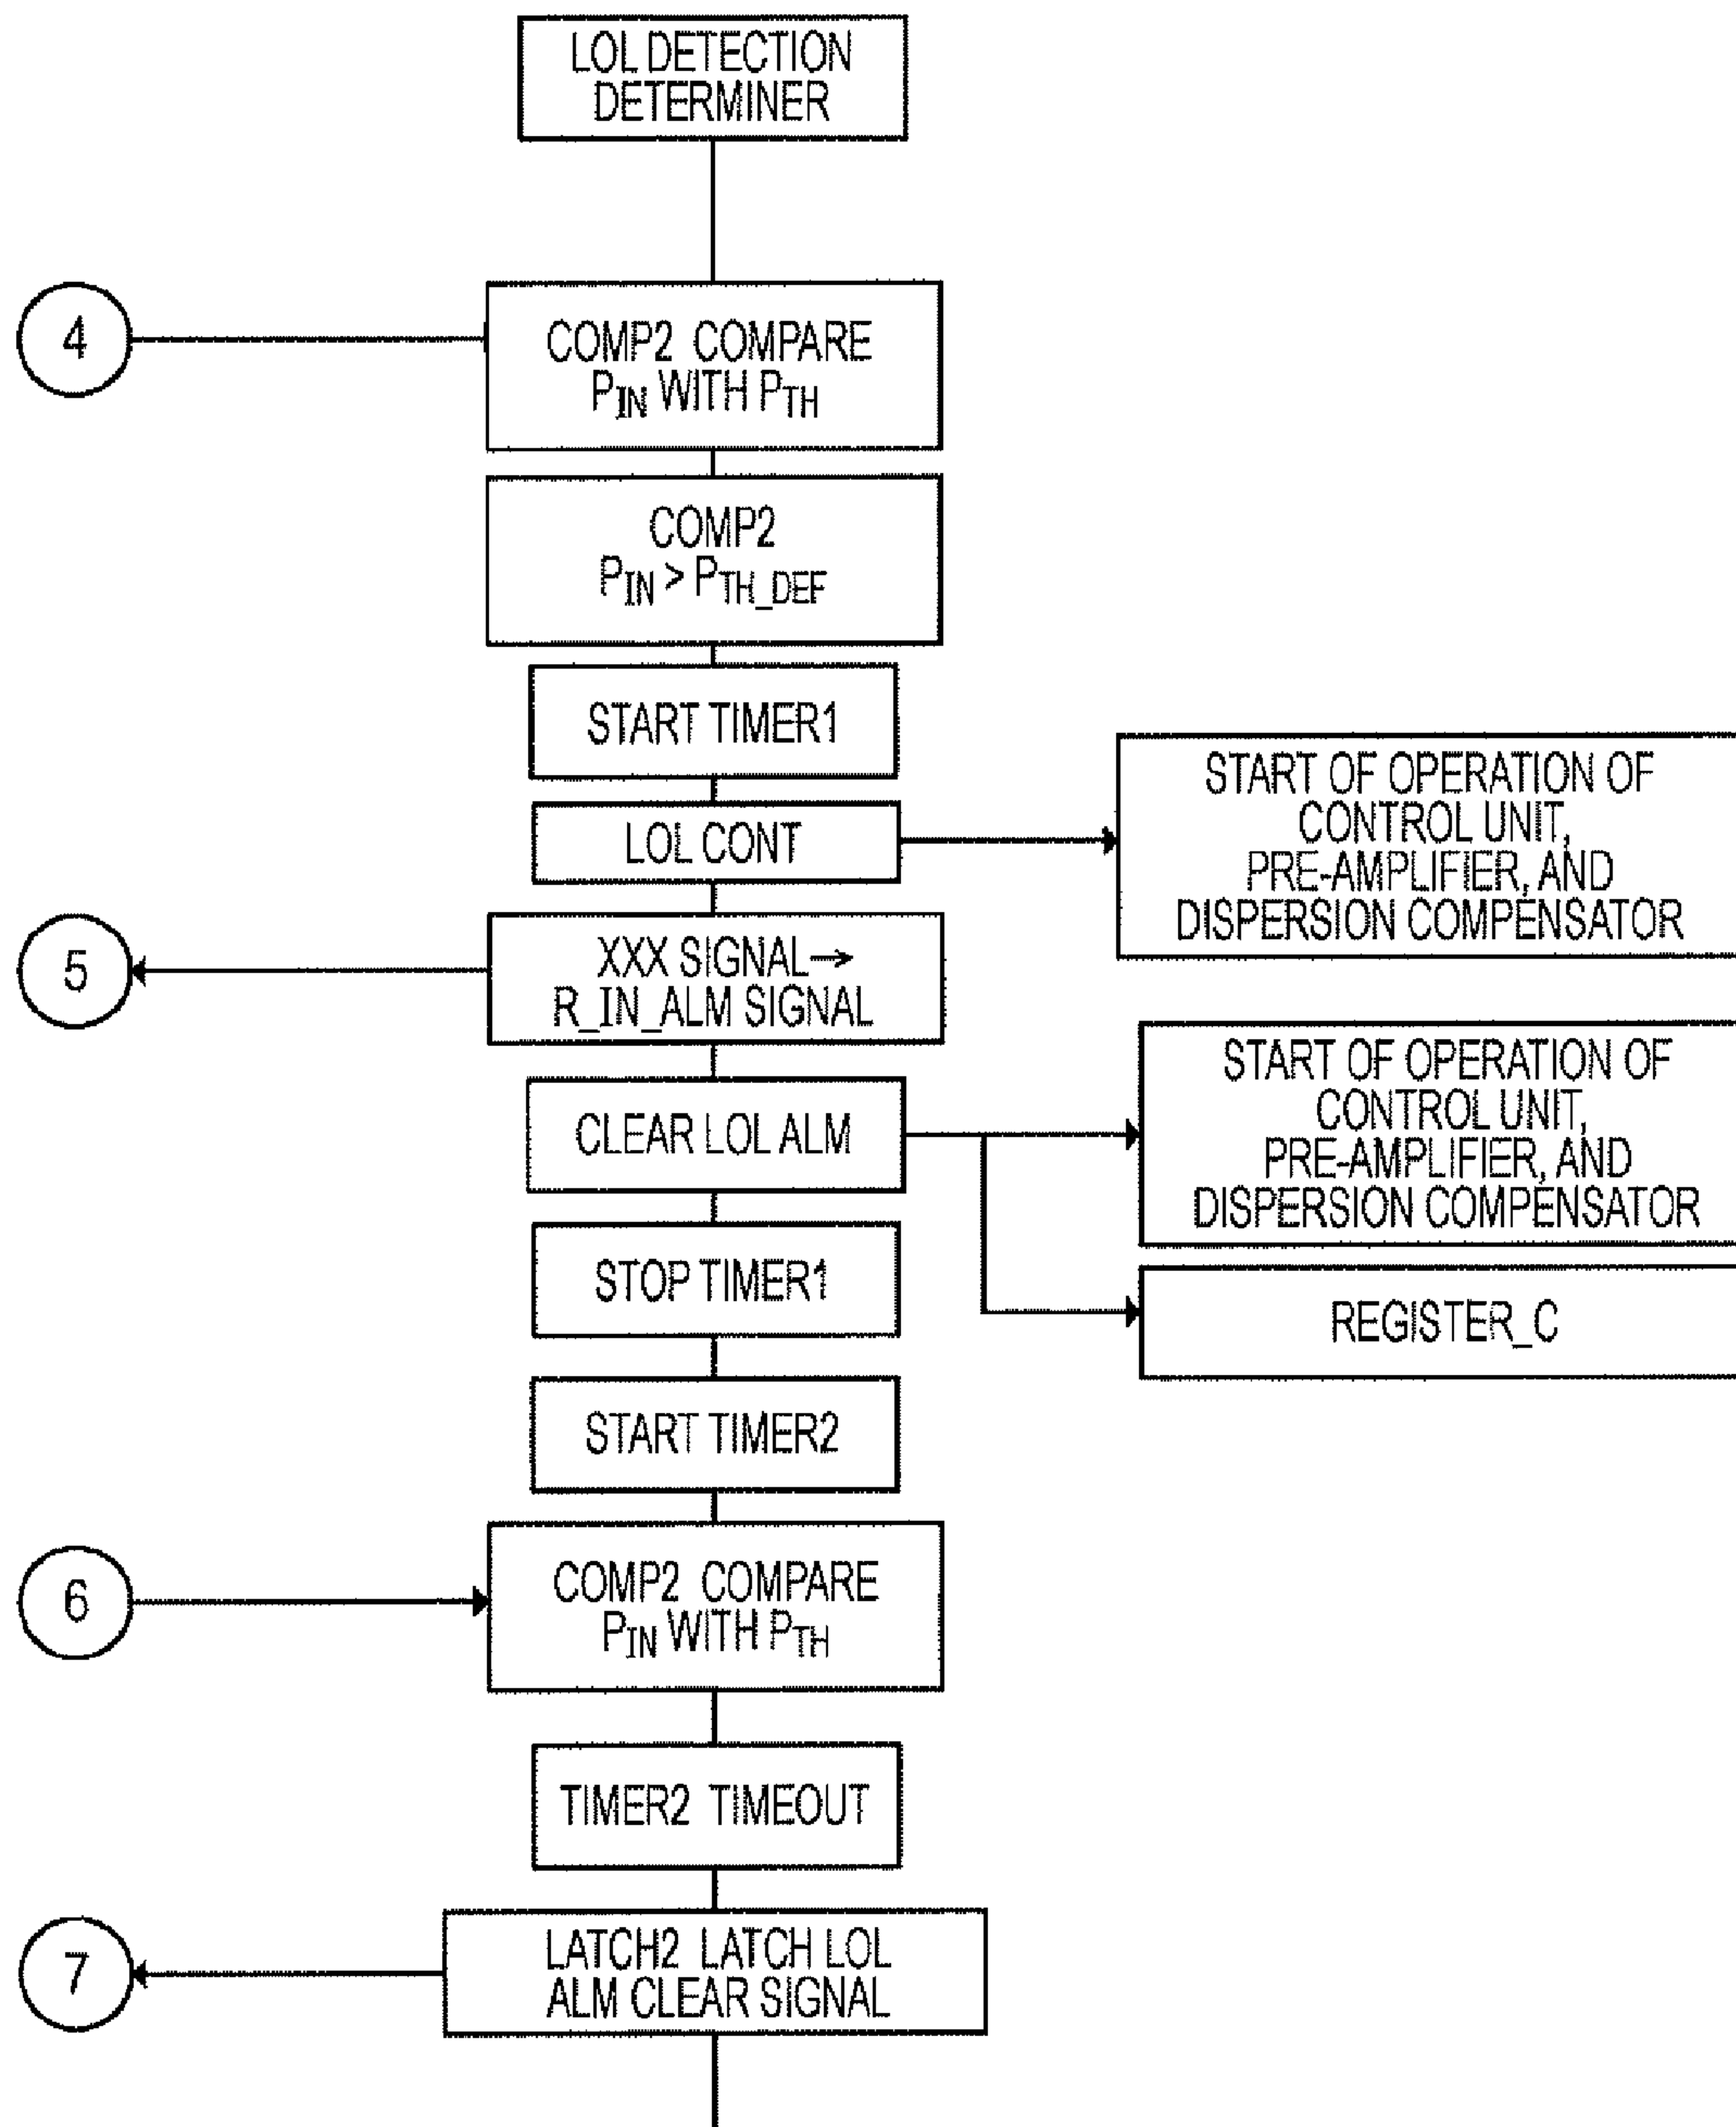 LOL DETECTION
DETERMINER
4
COMP2 COMPARE
PIN WITH PTH
COMP2
PIN > PTH_DEF
START TIMER1
LOL CONT
START OF OPERATION OF
CONTROL UNIT,
PRE-AMPLIFIER, AND
DISPERSION COMPENSATOR
5
XXX SIGNAL→
R_IN_ALM SIGNAL
CLEAR LOL ALM
START OF OPERATION OF
CONTROL UNIT,
PRE-AMPLIFIER, AND
DISPERSION COMPENSATOR
STOP TIMER1
REGISTER_C
START TIMER2
6
COMP2 COMPARE
PIN WITH PTH
TIMER2 TIMEOUT
7
LATCH2 LATCH LOL
ALM CLEAR SIGNAL